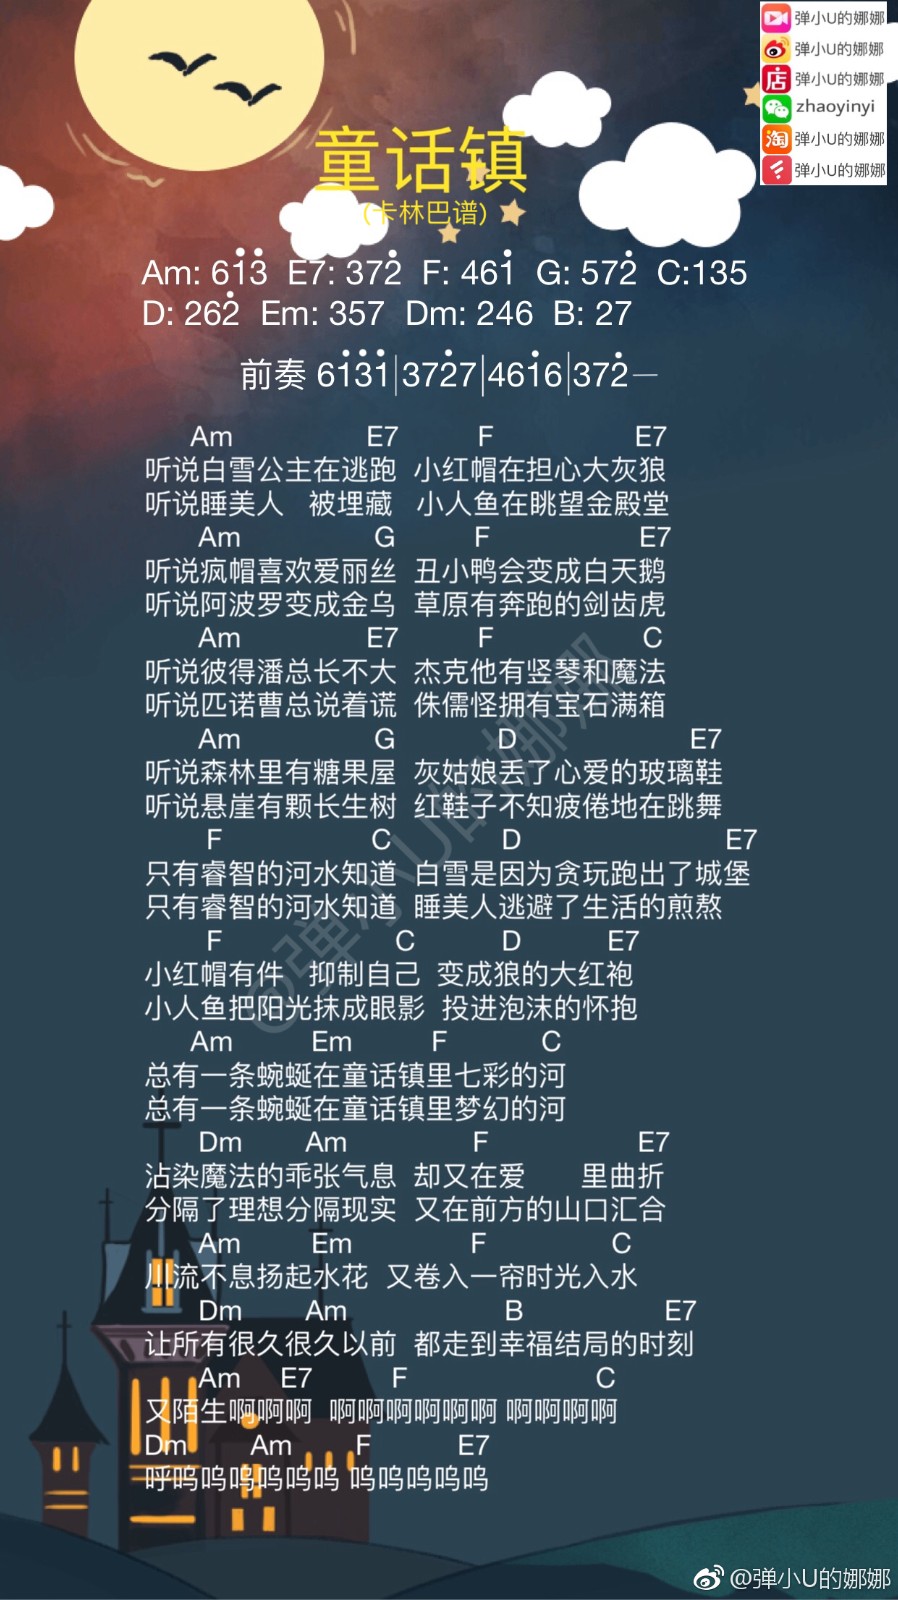 弹小U的娜娜
弹小U的娜娜
店 弹小U的娜娜
zhaoyinyi
淘 弹小U的娜娜
弹小U的娜娜
童话镇
(卡林巴谱)
Am: 61̇3̇ E7: 372̇ F: 461̇ G: 572̇ C:135
D: 262̇ Em: 357 Dm: 246 B: 27
前奏 61̇3̇1̇|372̇7|461̇6|372̇—
Am E7 F E7
听说白雪公主在逃跑 小红帽在担心大灰狼
听说睡美人 被埋藏 小人鱼在眺望金殿堂
Am G F E7
听说疯帽喜欢爱丽丝 丑小鸭会变成白天鹅
听说阿波罗变成金乌 草原有奔跑的剑齿虎
Am E7 F C
听说彼得潘总长不大 杰克他有竖琴和魔法
听说匹诺曹总说着谎 侏儒怪拥有宝石满箱
Am G D E7
听说森林里有糖果屋 灰姑娘丢了心爱的玻璃鞋
听说悬崖有颗长生树 红鞋子不知疲倦地在跳舞
F C D E7
只有睿智的河水知道 白雪是因为贪玩跑出了城堡
只有睿智的河水知道 睡美人逃避了生活的煎熬
F C D E7
小红帽有件 抑制自己 变成狼的大红袍
小人鱼把阳光抹成眼影 投进泡沫的怀抱
Am Em F C
总有一条蜿蜒在童话镇里七彩的河
总有一条蜿蜒在童话镇里梦幻的河
Dm Am F E7
沾染魔法的乖张气息 却又在爱 里曲折
分隔了理想分隔现实 又在前方的山口汇合
Am Em F C
川流不息扬起水花 又卷入一帘时光入水
Dm Am B E7
让所有很久很久以前 都走到幸福结局的时刻
Am E7 F C
又陌生啊啊啊 啊啊啊啊啊啊 啊啊啊啊
Dm Am F E7
呼呜呜呜呜呜呜 呜呜呜呜呜
@弹小U的娜娜
@弹小U的娜娜